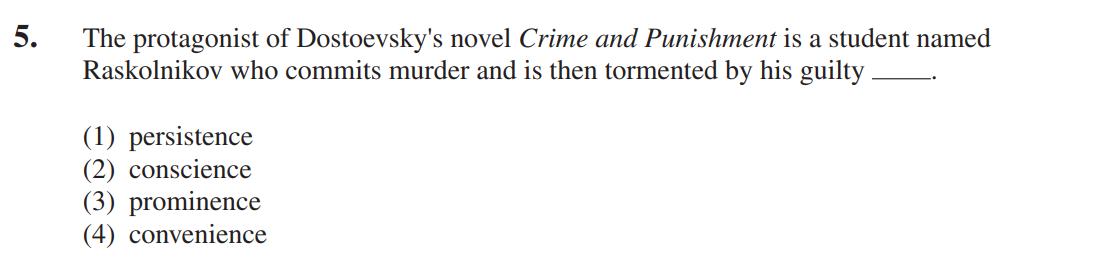 5. The protagonist of Dostoevsky's novel Crime and Punishment is a student named
Raskolnikov who commits murder and is then tormented by his guilty _____.
(1) persistence
(2) conscience
(3) prominence
(4) convenience